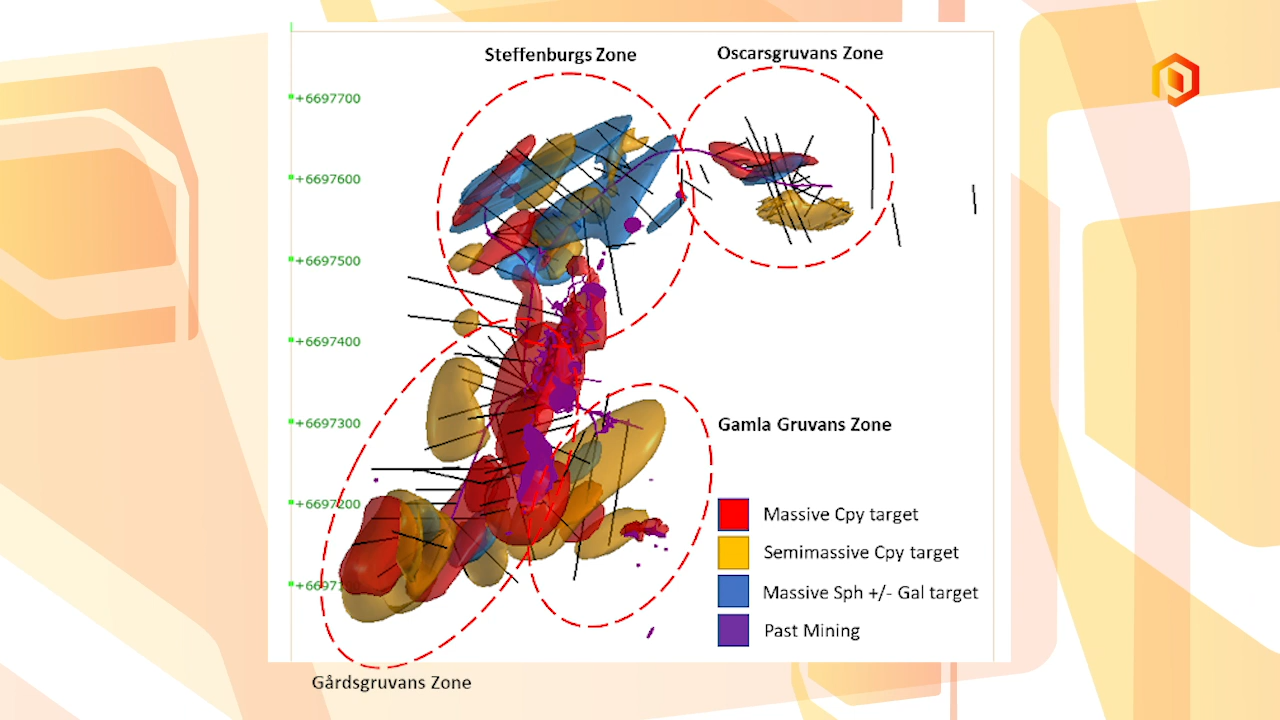 Steffenburgs Zone
Oscarsgruvans Zone
+6697700
+6697600
+6697500
+6697400
+6697300
+6697200
+66971
Gamla Gruvans Zone
Massive Cpy target
Semimassive Cpy target
Massive Sph +/- Gal target
Past Mining
Gårdsgruvans Zone